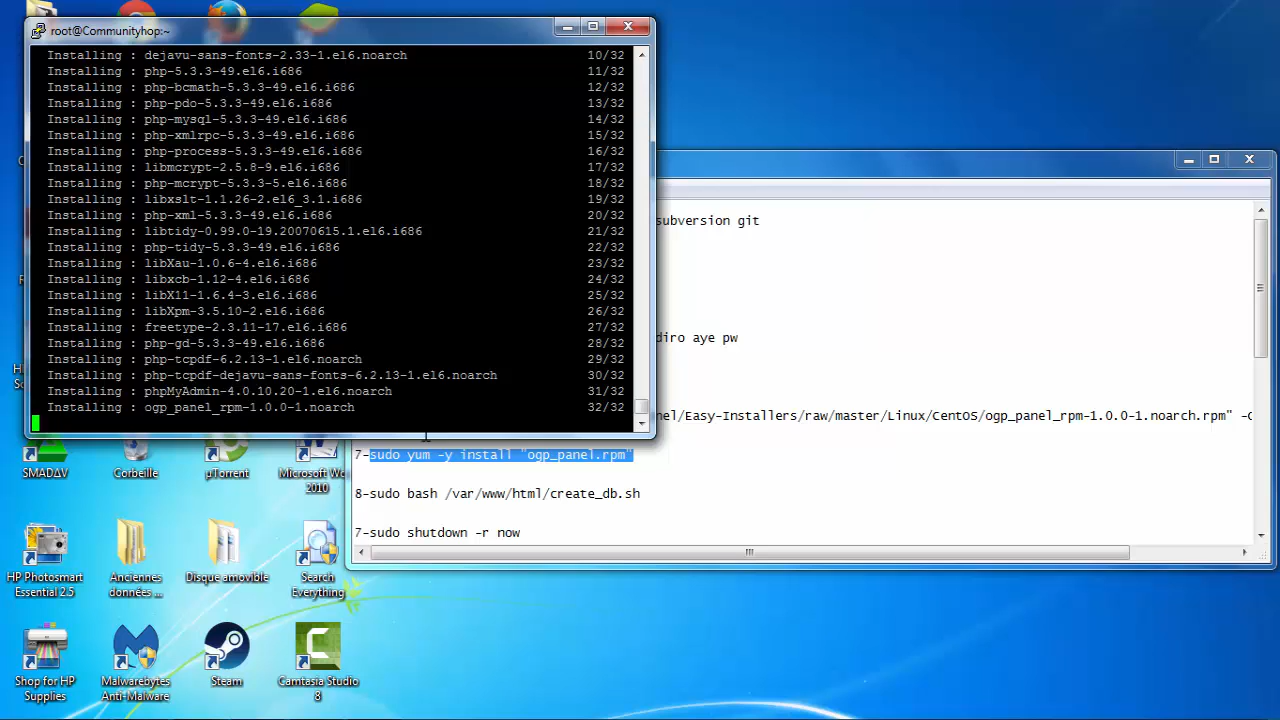 root@Communityhop:~
Installing : dejavu-sans-fonts-2.33-1.el6.noarch 10/32
Installing : php-5.3.3-49.el6.i686 11/32
Installing : php-bcmath-5.3.3-49.el6.i686 12/32
Installing : php-pdo-5.3.3-49.el6.i686 13/32
Installing : php-mysql-5.3.3-49.el6.i686 14/32
Installing : php-xmlrpc-5.3.3-49.el6.i686 15/32
Installing : php-process-5.3.3-49.el6.i686 16/32
Installing : libmcrypt-2.5.8-9.el6.i686 17/32
Installing : php-mcrypt-5.3.3-5.el6.i686 18/32
Installing : libxslt-1.1.26-2.el6_3.1.i686 19/32
Installing : php-xml-5.3.3-49.el6.i686 20/32
Installing : libtidy-0.99.0-19.20070615.1.el6.i686 21/32
Installing : php-tidy-5.3.3-49.el6.i686 22/32
Installing : libXau-1.0.6-4.el6.i686 23/32
Installing : libxcb-1.12-4.el6.i686 24/32
Installing : libX11-1.6.4-3.el6.i686 25/32
Installing : libXpm-3.5.10-2.el6.i686 26/32
Installing : freetype-2.3.11-17.el6.i686 27/32
Installing : php-gd-5.3.3-49.el6.i686 28/32
Installing : php-tcpdf-6.2.13-1.el6.noarch 29/32
Installing : php-tcpdf-dejavu-sans-fonts-6.2.13-1.el6.noarch 30/32
Installing : phpMyAdmin-4.0.10.20-1.el6.noarch 31/32
Installing : ogp_panel_rpm-1.0.0-1.noarch 32/32
subversion git
diro aye pw
nel/Easy-Installers/raw/master/Linux/CentOS/ogp_panel_rpm-1.0.0-1.noarch.rpm" -O
7-sudo yum -y install "ogp_panel.rpm"
8-sudo bash /var/www/html/create_db.sh
7-sudo shutdown -r now
SMADΔV
Corbeille
µTorrent
Microsoft Wo...
2010
HP Photosmart
Essential 2.5
Anciennes
données ...
Disque amovible
Search
Everything
Shop for HP
Supplies
Malwarebytes
Anti-Malware
Steam
Camtasia Studio
8